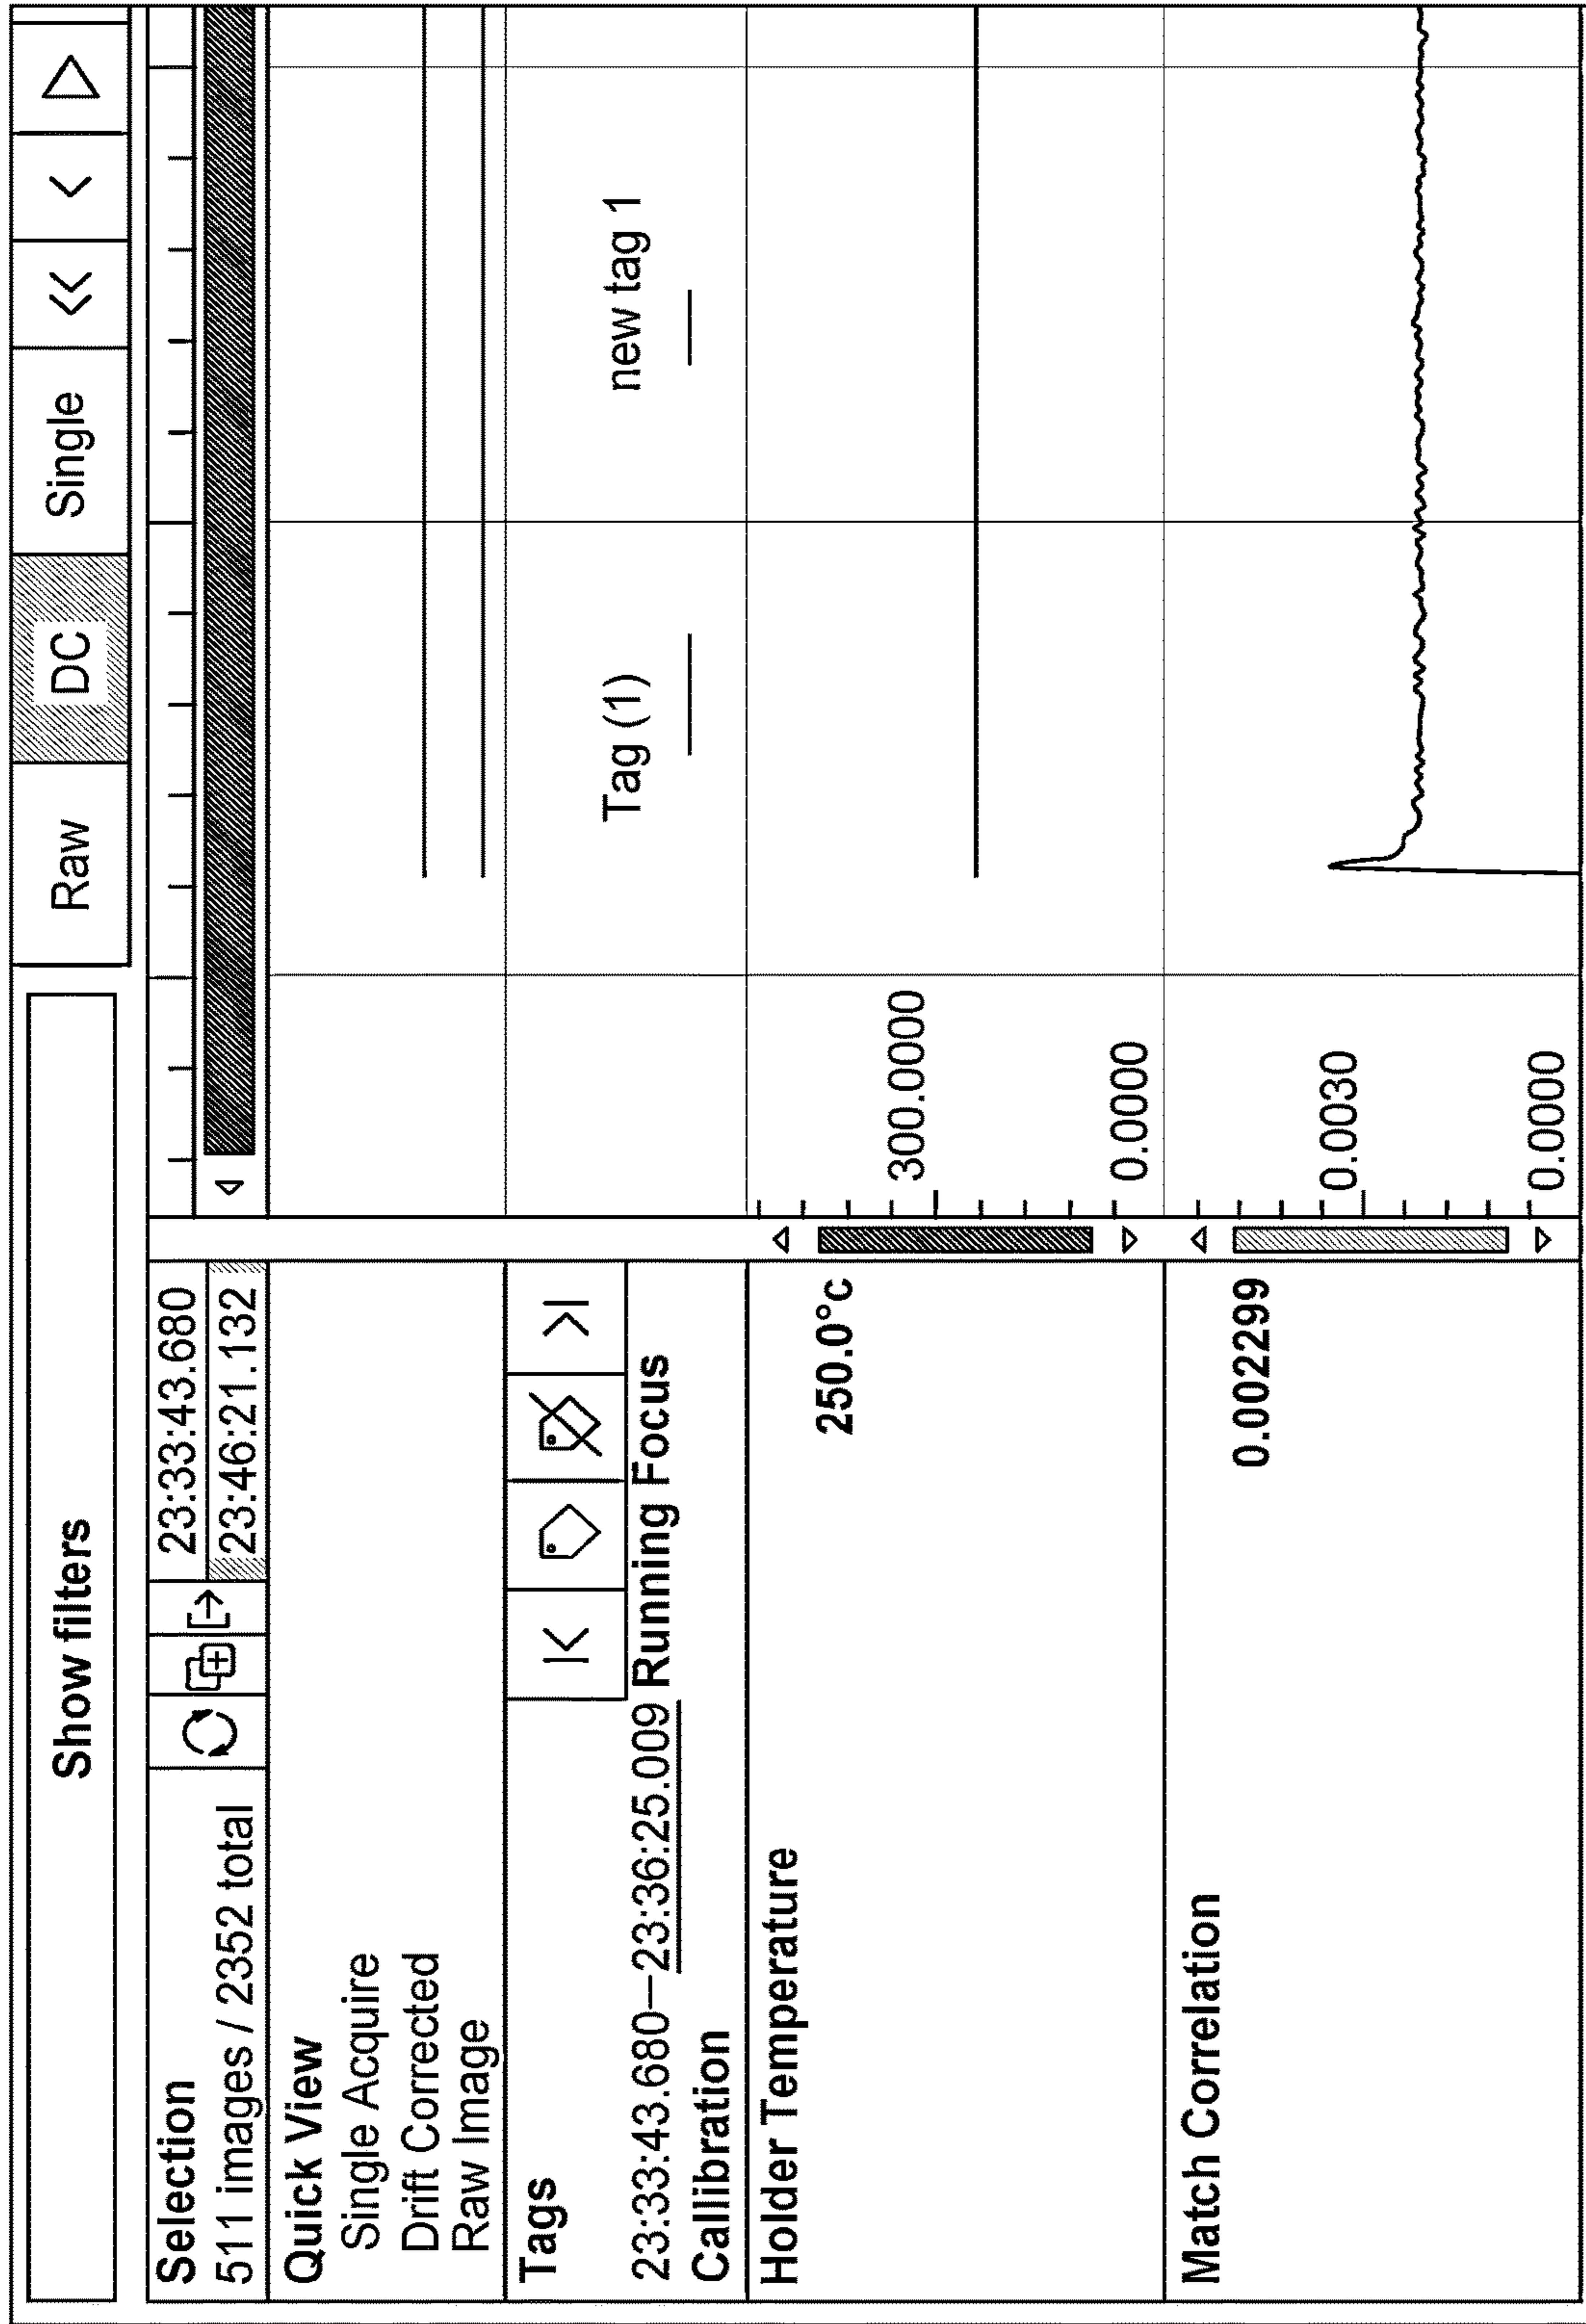 Show filters
Raw
DC
Single
Selection
23:33:43.680
511 images / 2352 total
23:46:21.132
Quick View
Single Acquire
Drift Corrected
Raw Image
Tags
23:33:43.680—23:36:25.009 Running Focus
Callibration
Tag (1)
new tag 1
Holder Temperature
250.0°c
300.0000
0.0000
Match Correlation
0.002299
0.0030
0.0000